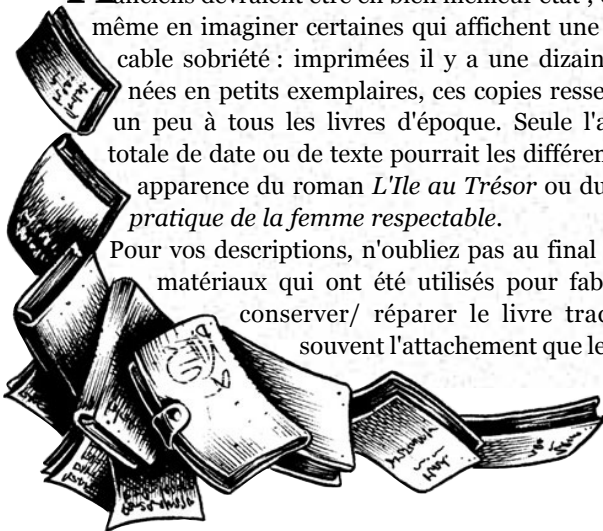 anciens devraient être en bien meilleur état ;
même en imaginer certaines qui affichent une
cable sobriété : imprimées il y a une dizain
nées en petits exemplaires, ces copies resse
un peu à tous les livres d'époque. Seule l'a
totale de date ou de texte pourrait les différen
apparence du roman L'Ile au Trésor ou du
pratique de la femme respectable.
Pour vos descriptions, n'oubliez pas au final
matériaux qui ont été utilisés pour fab
conserver/ réparer le livre trad
souvent l'attachement que le